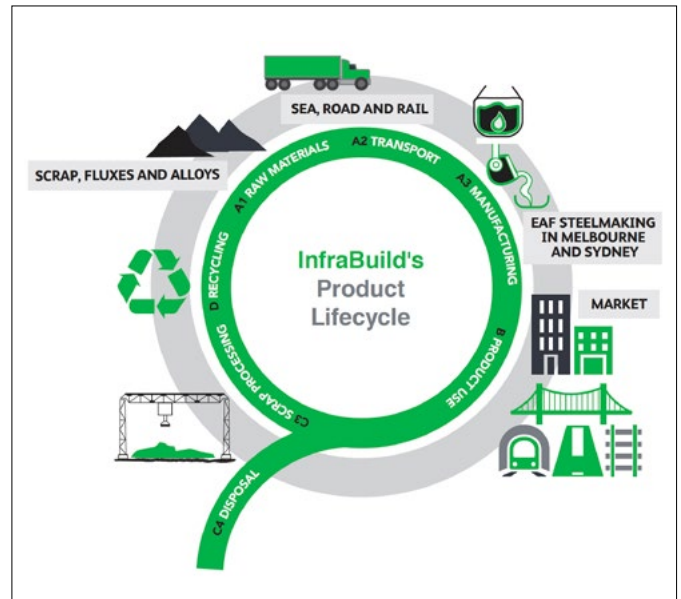 SEA, ROAD AND RAIL
SCRAP, FLUXES AND ALLOYS
A1 RAW MATERIALS
A2 TRANSPORT
A3 MANUFACTURING
EAF STEELMAKING
IN MELBOURNE
AND SYDNEY
MARKET
InfraBuild's
Product
Lifecycle
B PRODUCT USE
C3 SCRAP PROCESSING
D RECYCLING
C4 DISPOSAL